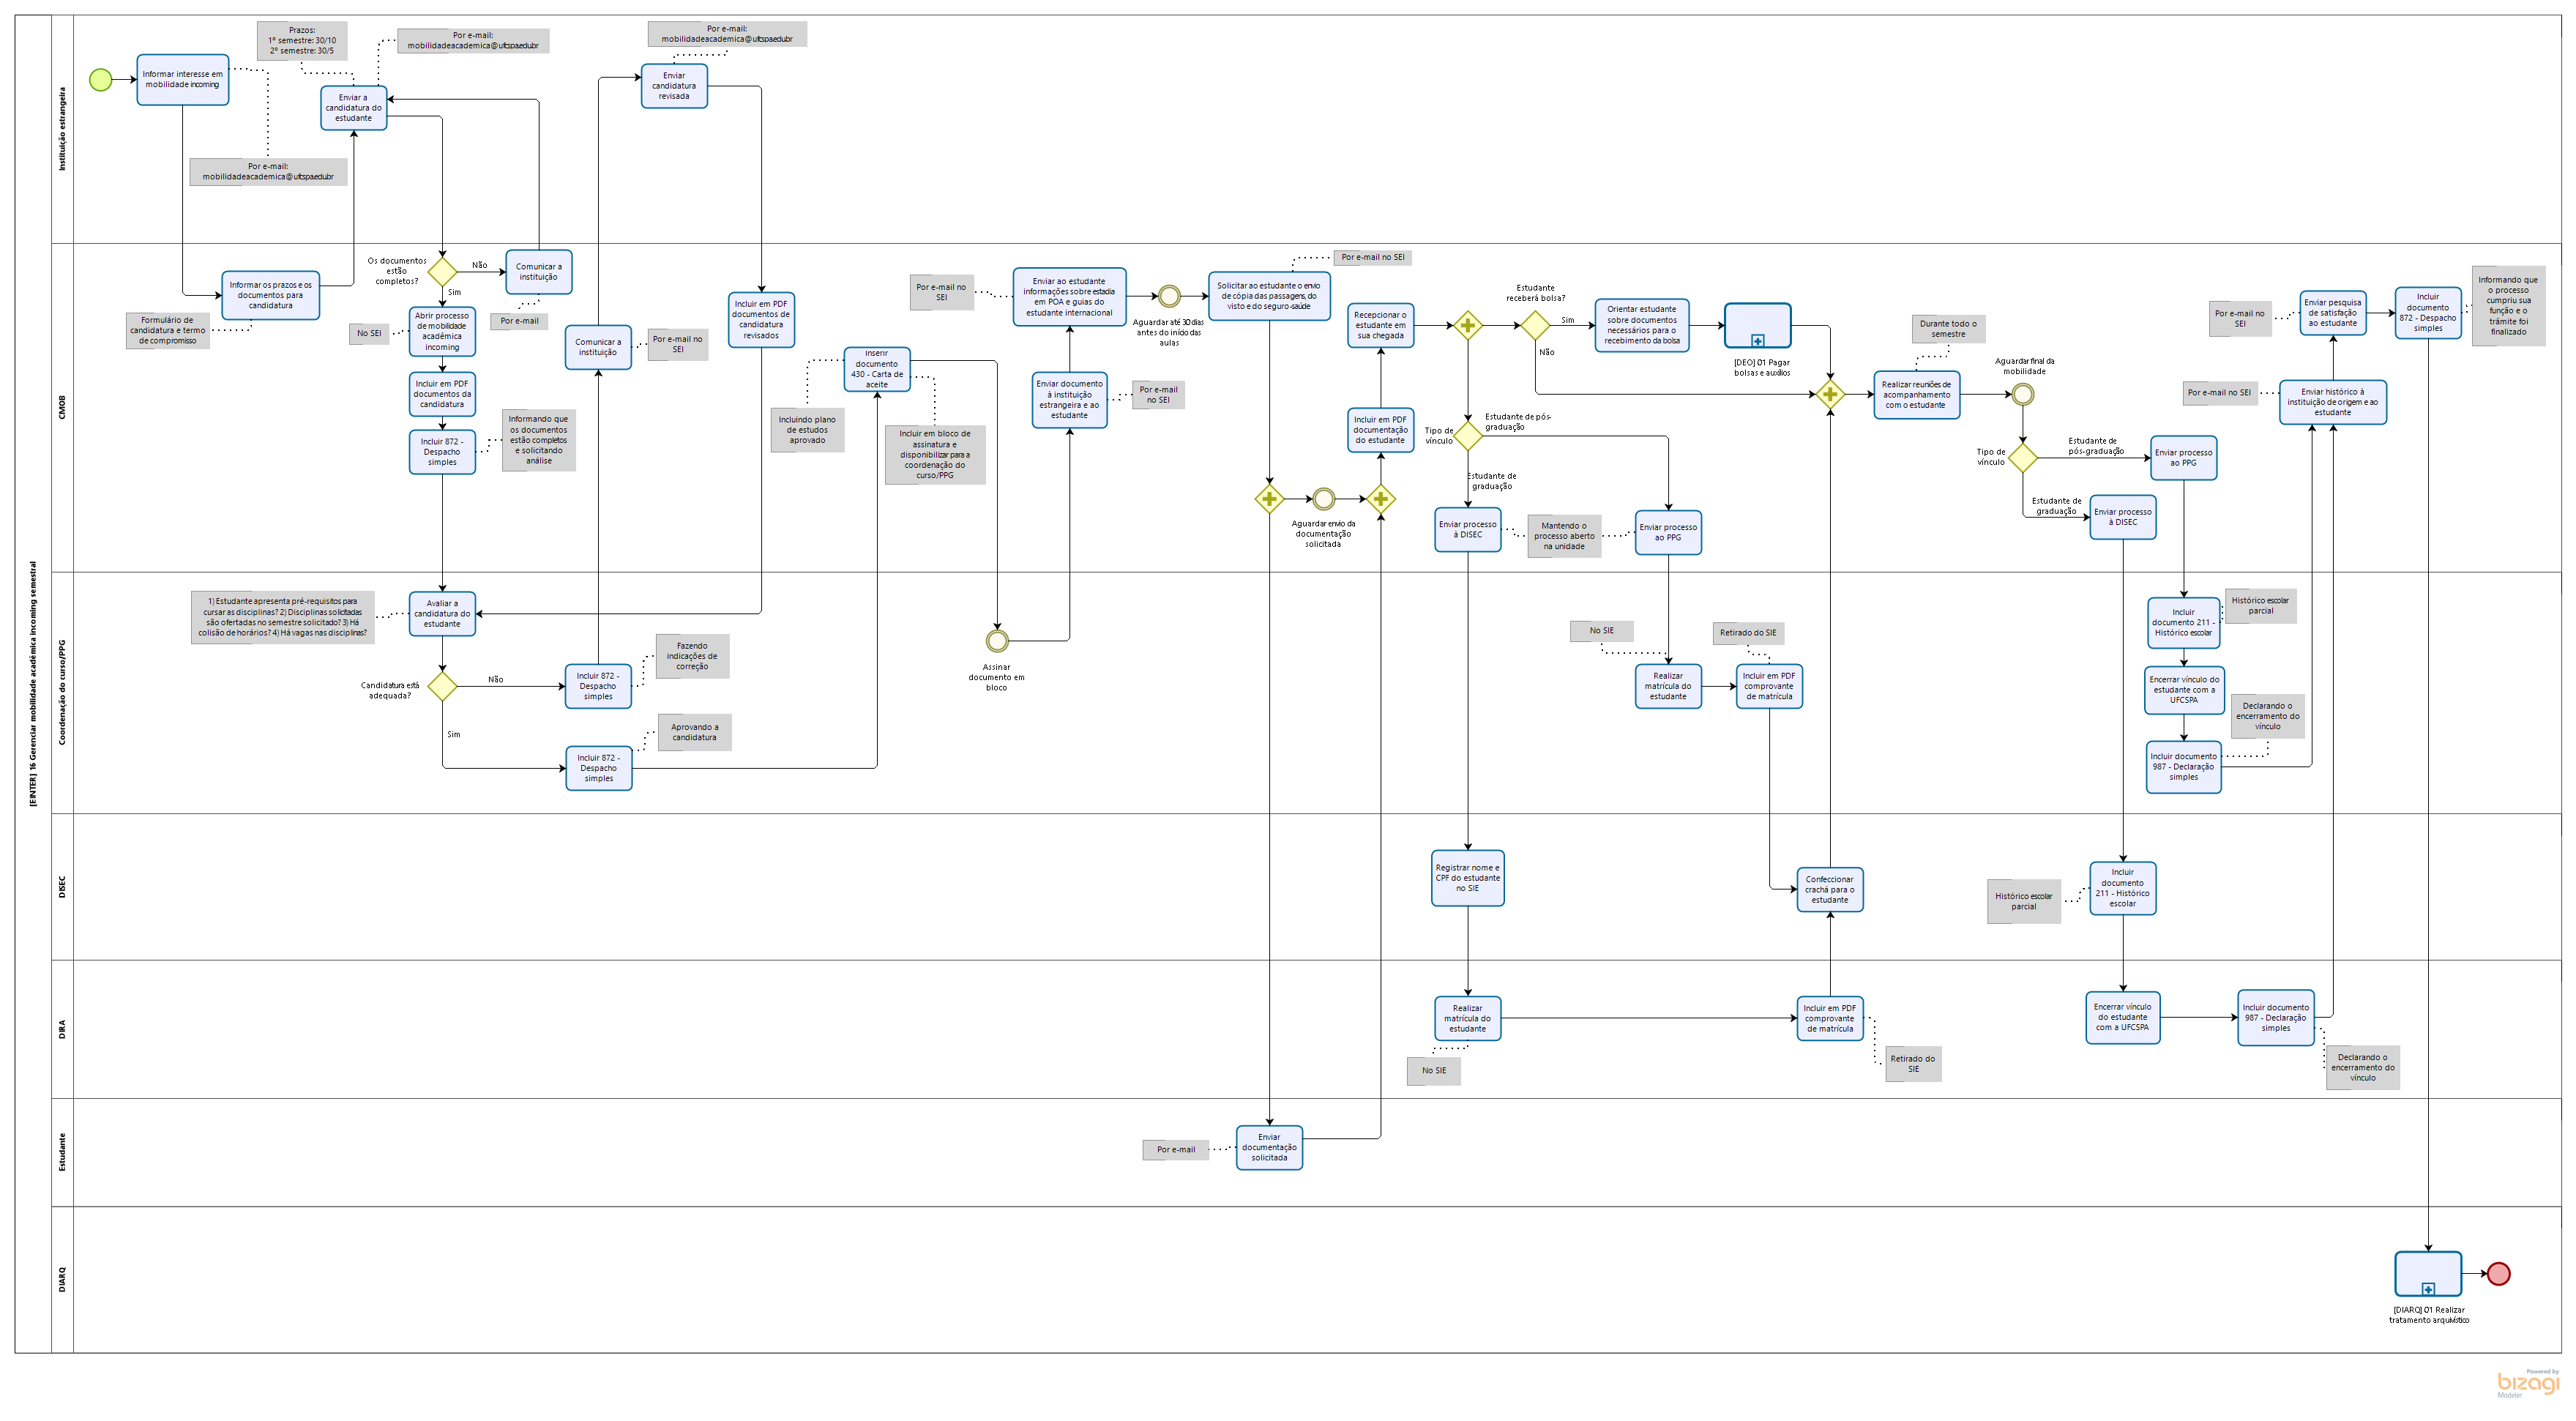 [EINTER] 16 Gerenciar mobilidade acadêmica incoming semestral
Instituição estrangeira
Informar interesse em
mobilidade incoming
Prazos:
1º semestre: 30/10
2º semestre: 30/5
Por e-mail:
mobilidadeacademica@ufcspa.edu.br
Enviar a
candidatura do
estudante
Por e-mail:
mobilidadeacademica@ufcspa.edu.br
Por e-mail:
mobilidadeacademica@ufcspa.edu.br
Enviar
candidatura
revisada
CMOB
Informar os prazos e os
documentos para
candidatura
Formulário de
candidatura e termo
de compromisso
Os documentos
estão
completos?
Não
Sim
Comunicar a
instituição
Por e-mail
No SEI
Abrir processo
de mobilidade
acadêmica
incoming
Incluir em PDF
documentos da
candidatura
Incluir 872 -
Despacho
simples
Informando que
os documentos
estão completos
e solicitando
análise
Comunicar a
instituição
Por e-mail no
SEI
Incluir em PDF
documentos de
candidatura
revisados
Inserir
documento
430 - Carta de
aceite
Incluindo plano
de estudos
aprovado
Incluir em bloco de
assinatura e
disponibilizar para a
coordenação do
curso/PPG
Por e-mail no
SEI
Enviar ao estudante
informações sobre estadia
em POA e guias do
estudante internacional
Enviar documento
à instituição
estrangeira e ao
estudante
Por e-mail
no SEI
Aguardar até 30 dias
antes do início das
aulas
Solicitar ao estudante o envio
de cópia das passagens, do
visto e do seguro-saúde
Por e-mail no SEI
Aguardar envio da
documentação
solicitada
Recepcionar o
estudante em
sua chegada
Incluir em PDF
documentação
do estudante
Estudante
receberá bolsa?
Sim
Não
Orientar estudante
sobre documentos
necessários para o
recebimento da bolsa
[DEO] 01 Pagar
bolsas e auxílios
Tipo de
vínculo
Estudante de pós-
graduação
Estudante de
graduação
Enviar processo
à DISEC
Mantendo o
processo aberto
na unidade
Enviar processo
ao PPG
Durante todo o
semestre
Realizar reuniões de
acompanhamento
com o estudante
Aguardar final da
mobilidade
Tipo de
vínculo
Estudante de
pós-graduação
Estudante de
graduação
Enviar processo
ao PPG
Enviar processo
à DISEC
Por e-mail no
SEI
Enviar pesquisa
de satisfação
ao estudante
Incluir
documento
872 - Despacho
simples
Informando que
o processo
cumpriu sua
função e o
trâmite foi
finalizado
Por e-mail no SEI
Enviar histórico à
instituição de origem e ao
estudante
Coordenação do curso/PPG
1) Estudante apresenta pré-requisitos para
cursar as disciplinas? 2) Disciplinas solicitadas
são ofertadas no semestre solicitado? 3) Há
colisão de horários? 4) Há vagas nas disciplinas?
Avaliar a
candidatura do
estudante
Candidatura está
adequada?
Não
Sim
Incluir 872 -
Despacho
simples
Fazendo
indicações de
correção
Incluir 872 -
Despacho
simples
Aprovando a
candidatura
Assinar
documento em
bloco
No SIE
Realizar
matrícula do
estudante
Retirado do SIE
Incluir em PDF
comprovante
de matrícula
Incluir
documento 211 -
Histórico escolar
Histórico escolar
parcial
Encerrar vínculo do
estudante com a
UFCSPA
Incluir documento
987 - Declaração
simples
Declarando o
encerramento do
vínculo
DISEC
Registrar nome e
CPF do estudante
no SIE
Confeccionar
crachá para o
estudante
Histórico escolar
parcial
Incluir
documento
211 - Histórico
escolar
DIRA
Realizar
matrícula do
estudante
No SIE
Incluir em PDF
comprovante
de matrícula
Retirado do
SIE
Encerrar vínculo
do estudante
com a UFCSPA
Incluir documento
987 - Declaração
simples
Declarando o
encerramento do
vínculo
Estudante
Por e-mail
Enviar
documentação
solicitada
DIARQ
[DIARQ] 01 Realizar
tratamento arquivístico
Powered by
bizagi
Modeler